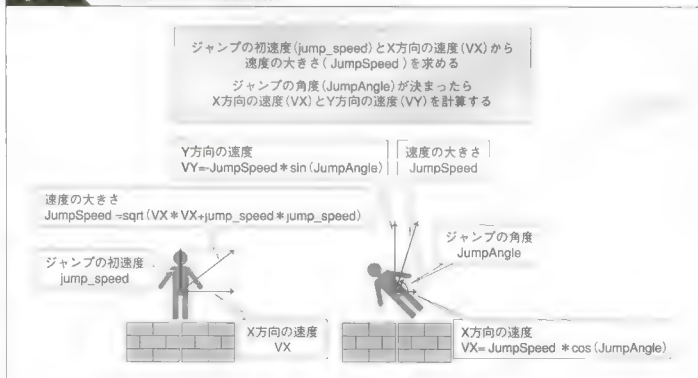 ジャンプの初速度(jump_speed)とX方向の速度(VX)から
速度の大きさ(JumpSpeed)を求める
ジャンプの角度(JumpAngle)が決まったら
X方向の速度(VX)とY方向の速度(VY)を計算する
Y方向の速度
VY=-JumpSpeed*sin(JumpAngle)
速度の大きさ
JumpSpeed
速度の大きさ
JumpSpeed=sqrt(VX*VX+jump_speed*jump_speed)
ジャンプの初速度
jump_speed
X方向の速度
VX
ジャンプの角度
JumpAngle
X方向の速度
VX=JumpSpeed*cos(JumpAngle)